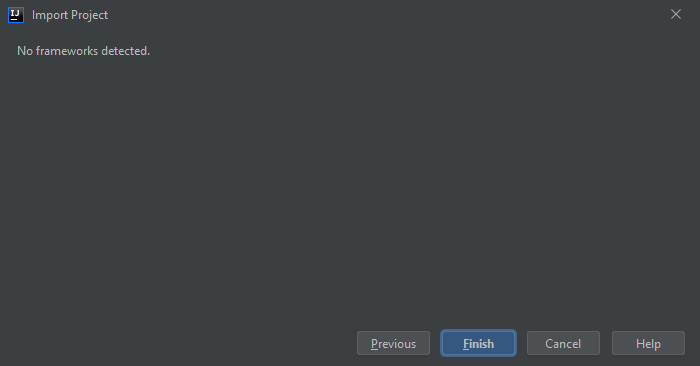 IJ
Import Project
No frameworks detected.
Previous
Finish
Cancel
Help